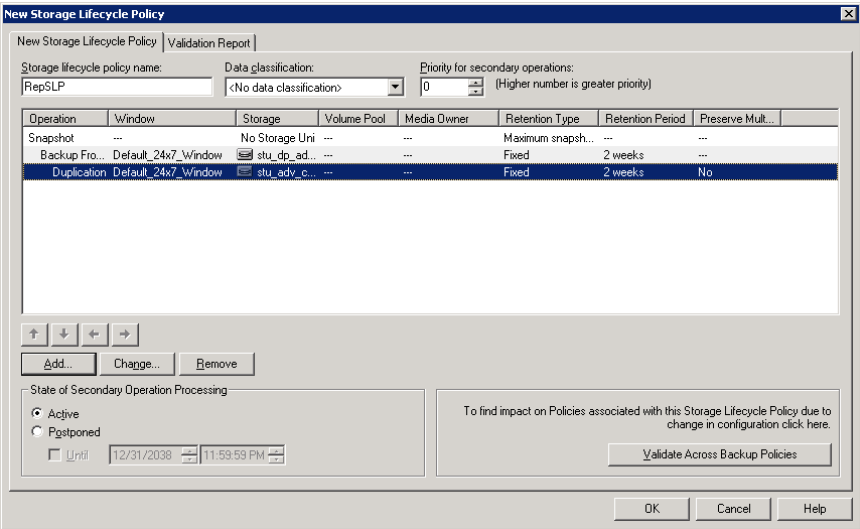 New Storage Lifecycle Policy
New Storage Lifecycle Policy Validation Report
Storage lifecycle policy name: Data classification: Priority for secondary operations:
RepSLP <No data classification> 0 (Higher number is greater priority)
Operation Window Storage Volume Pool Media Owner Retention Type Retention Period Preserve Mult...
Snapshot --- No Storage Uni --- --- Maximum snapsh... --- ---
Backup Fro... Default_24x7_Window stu_dp_ad... --- --- Fixed 2 weeks ---
Duplication Default_24x7_Window stu_adv_c... --- --- Fixed 2 weeks No
Add... Change... Remove
State of Secondary Operation Processing
Active
Postponed
Until 12/31/2038 11:59:59 PM
To find impact on Policies associated with this Storage Lifecycle Policy due to
change in configuration click here.
Validate Across Backup Policies
OK Cancel Help